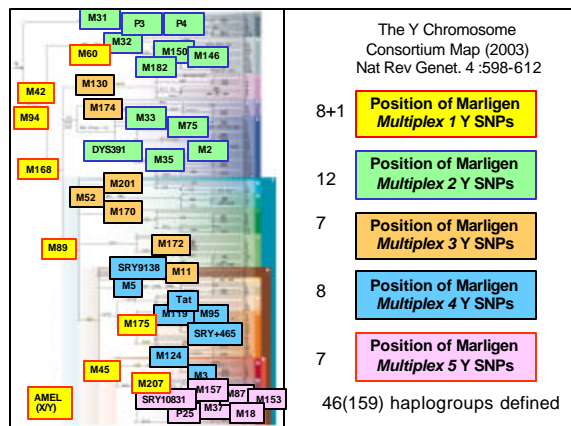 M31
P3
P4
M32
M60
M150
M146
M182
M130
M42
M174
M94
M33
M75
DYS391
M2
M35
M168
M201
M52
M170
M89
M172
SRY9138
M11
M5
Tat
M119
M95
M175
SRY+465
M124
M45
M3
M207
M157
M87
M153
AMEL
(X/Y)
SRY10831
P25
M37
M18
The Y Chromosome
Consortium Map (2003)
Nat Rev Genet. 4 :598-612
8+1
Position of Marligen
Multiplex 1 Y SNPs
12
Position of Marligen
Multiplex 2 Y SNPs
7
Position of Marligen
Multiplex 3 Y SNPs
8
Position of Marligen
Multiplex 4 Y SNPs
7
Position of Marligen
Multiplex 5 Y SNPs
46(159) haplogroups defined